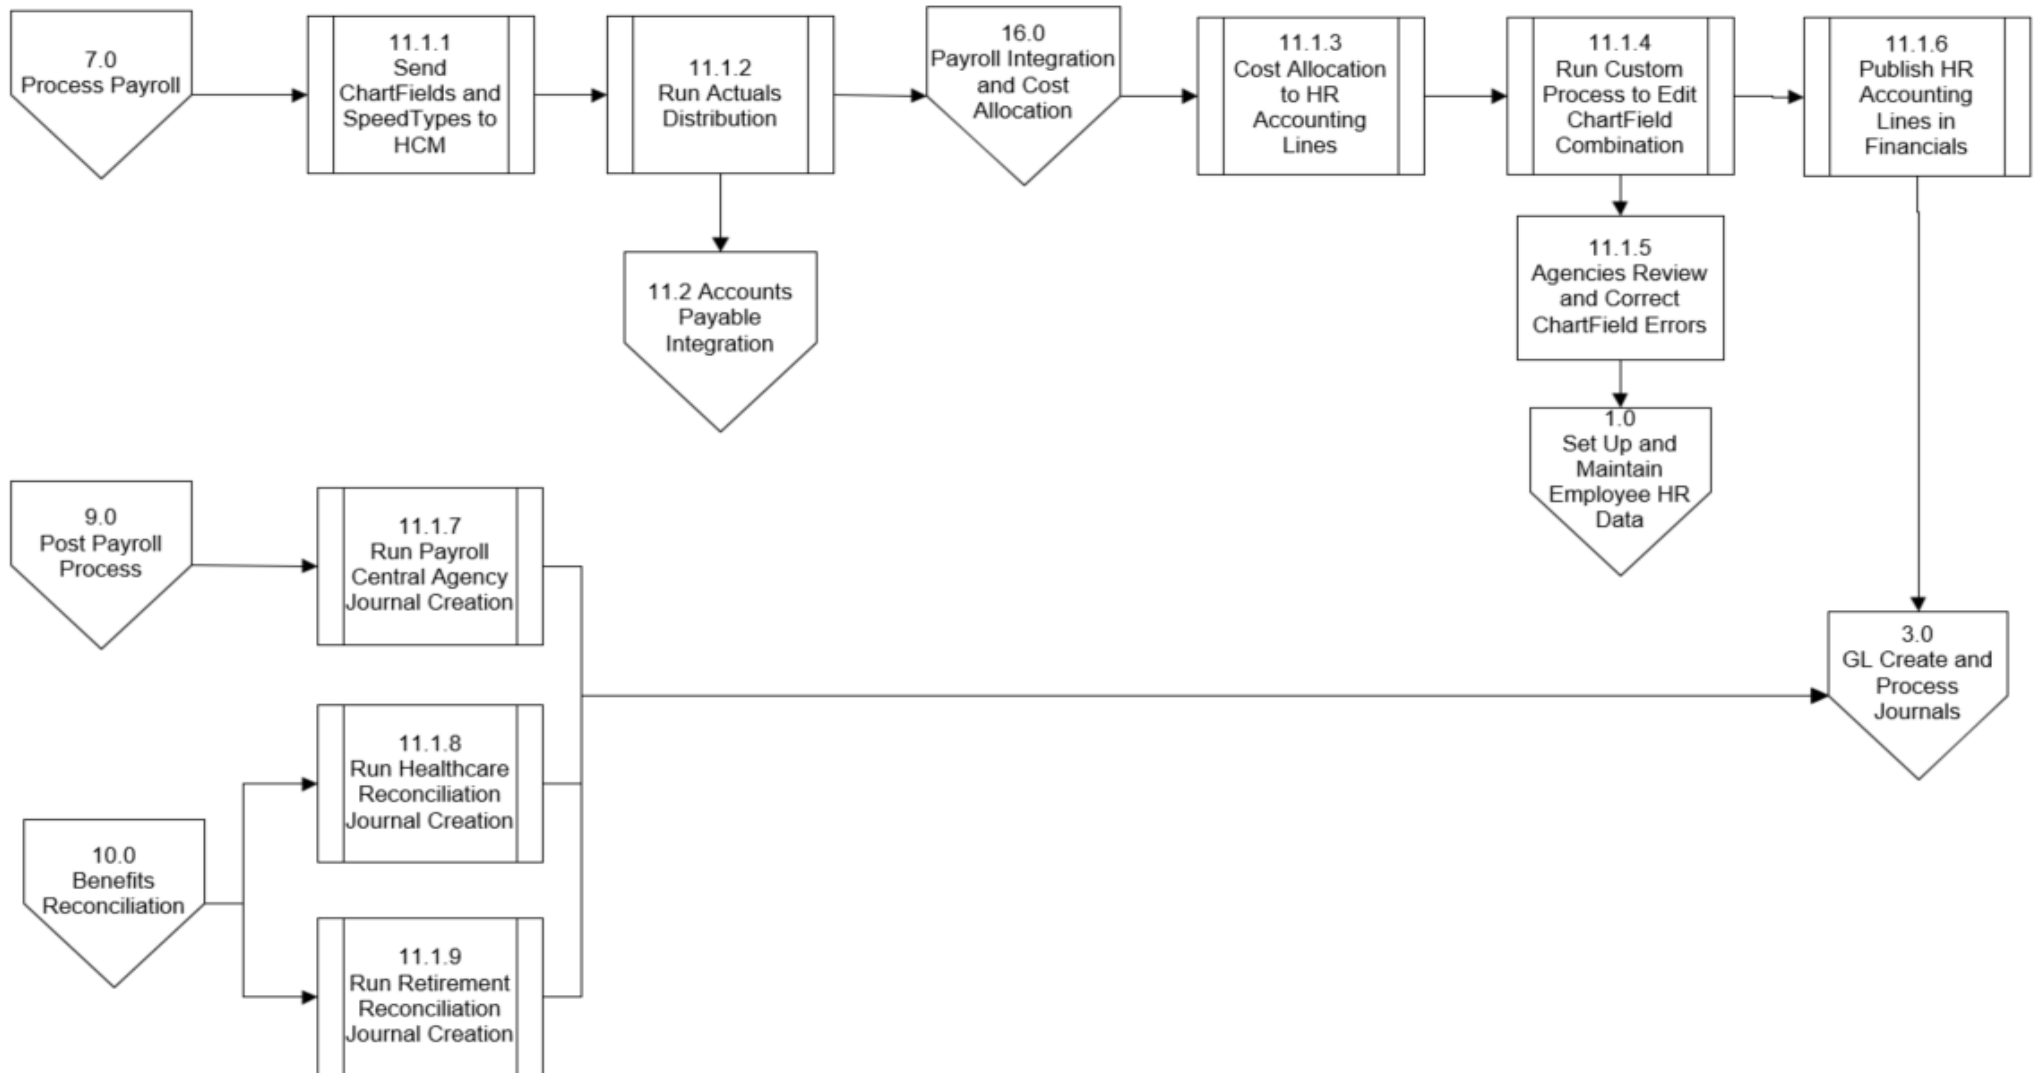 7.0
Process Payroll
11.1.1
Send
ChartFields and
SpeedTypes to
HCM
11.1.2
Run Actuals
Distribution
16.0
Payroll Integration
and Cost
Allocation
11.1.3
Cost Allocation
to HR
Accounting
Lines
11.1.4
Run Custom
Process to Edit
ChartField
Combination
11.1.6
Publish HR
Accounting
Lines in
Financials
11.2 Accounts
Payable
Integration
11.1.5
Agencies Review
and Correct
ChartField Errors
1.0
Set Up and
Maintain
Employee HR
Data
9.0
Post Payroll
Process
11.1.7
Run Payroll
Central Agency
Journal Creation
3.0
GL Create and
Process
Journals
11.1.8
Run Healthcare
Reconciliation
Journal Creation
10.0
Benefits
Reconciliation
11.1.9
Run Retirement
Reconciliation
Journal Creation